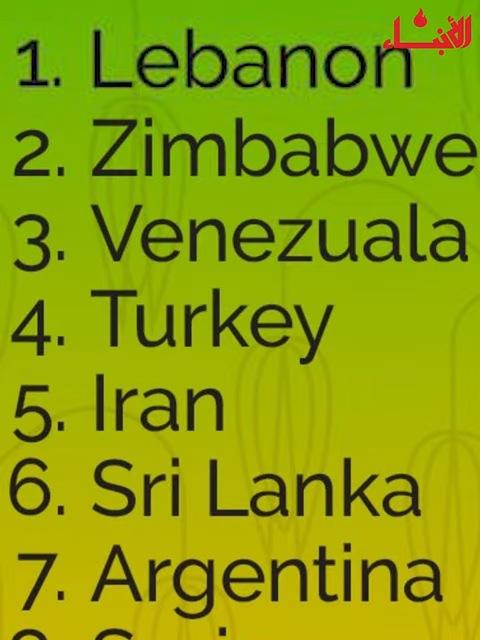 الأنباء
1. Lebanon
2. Zimbabwe
3. Venezuala
4. Turkey
5. Iran
6. Sri Lanka
7. Argentina